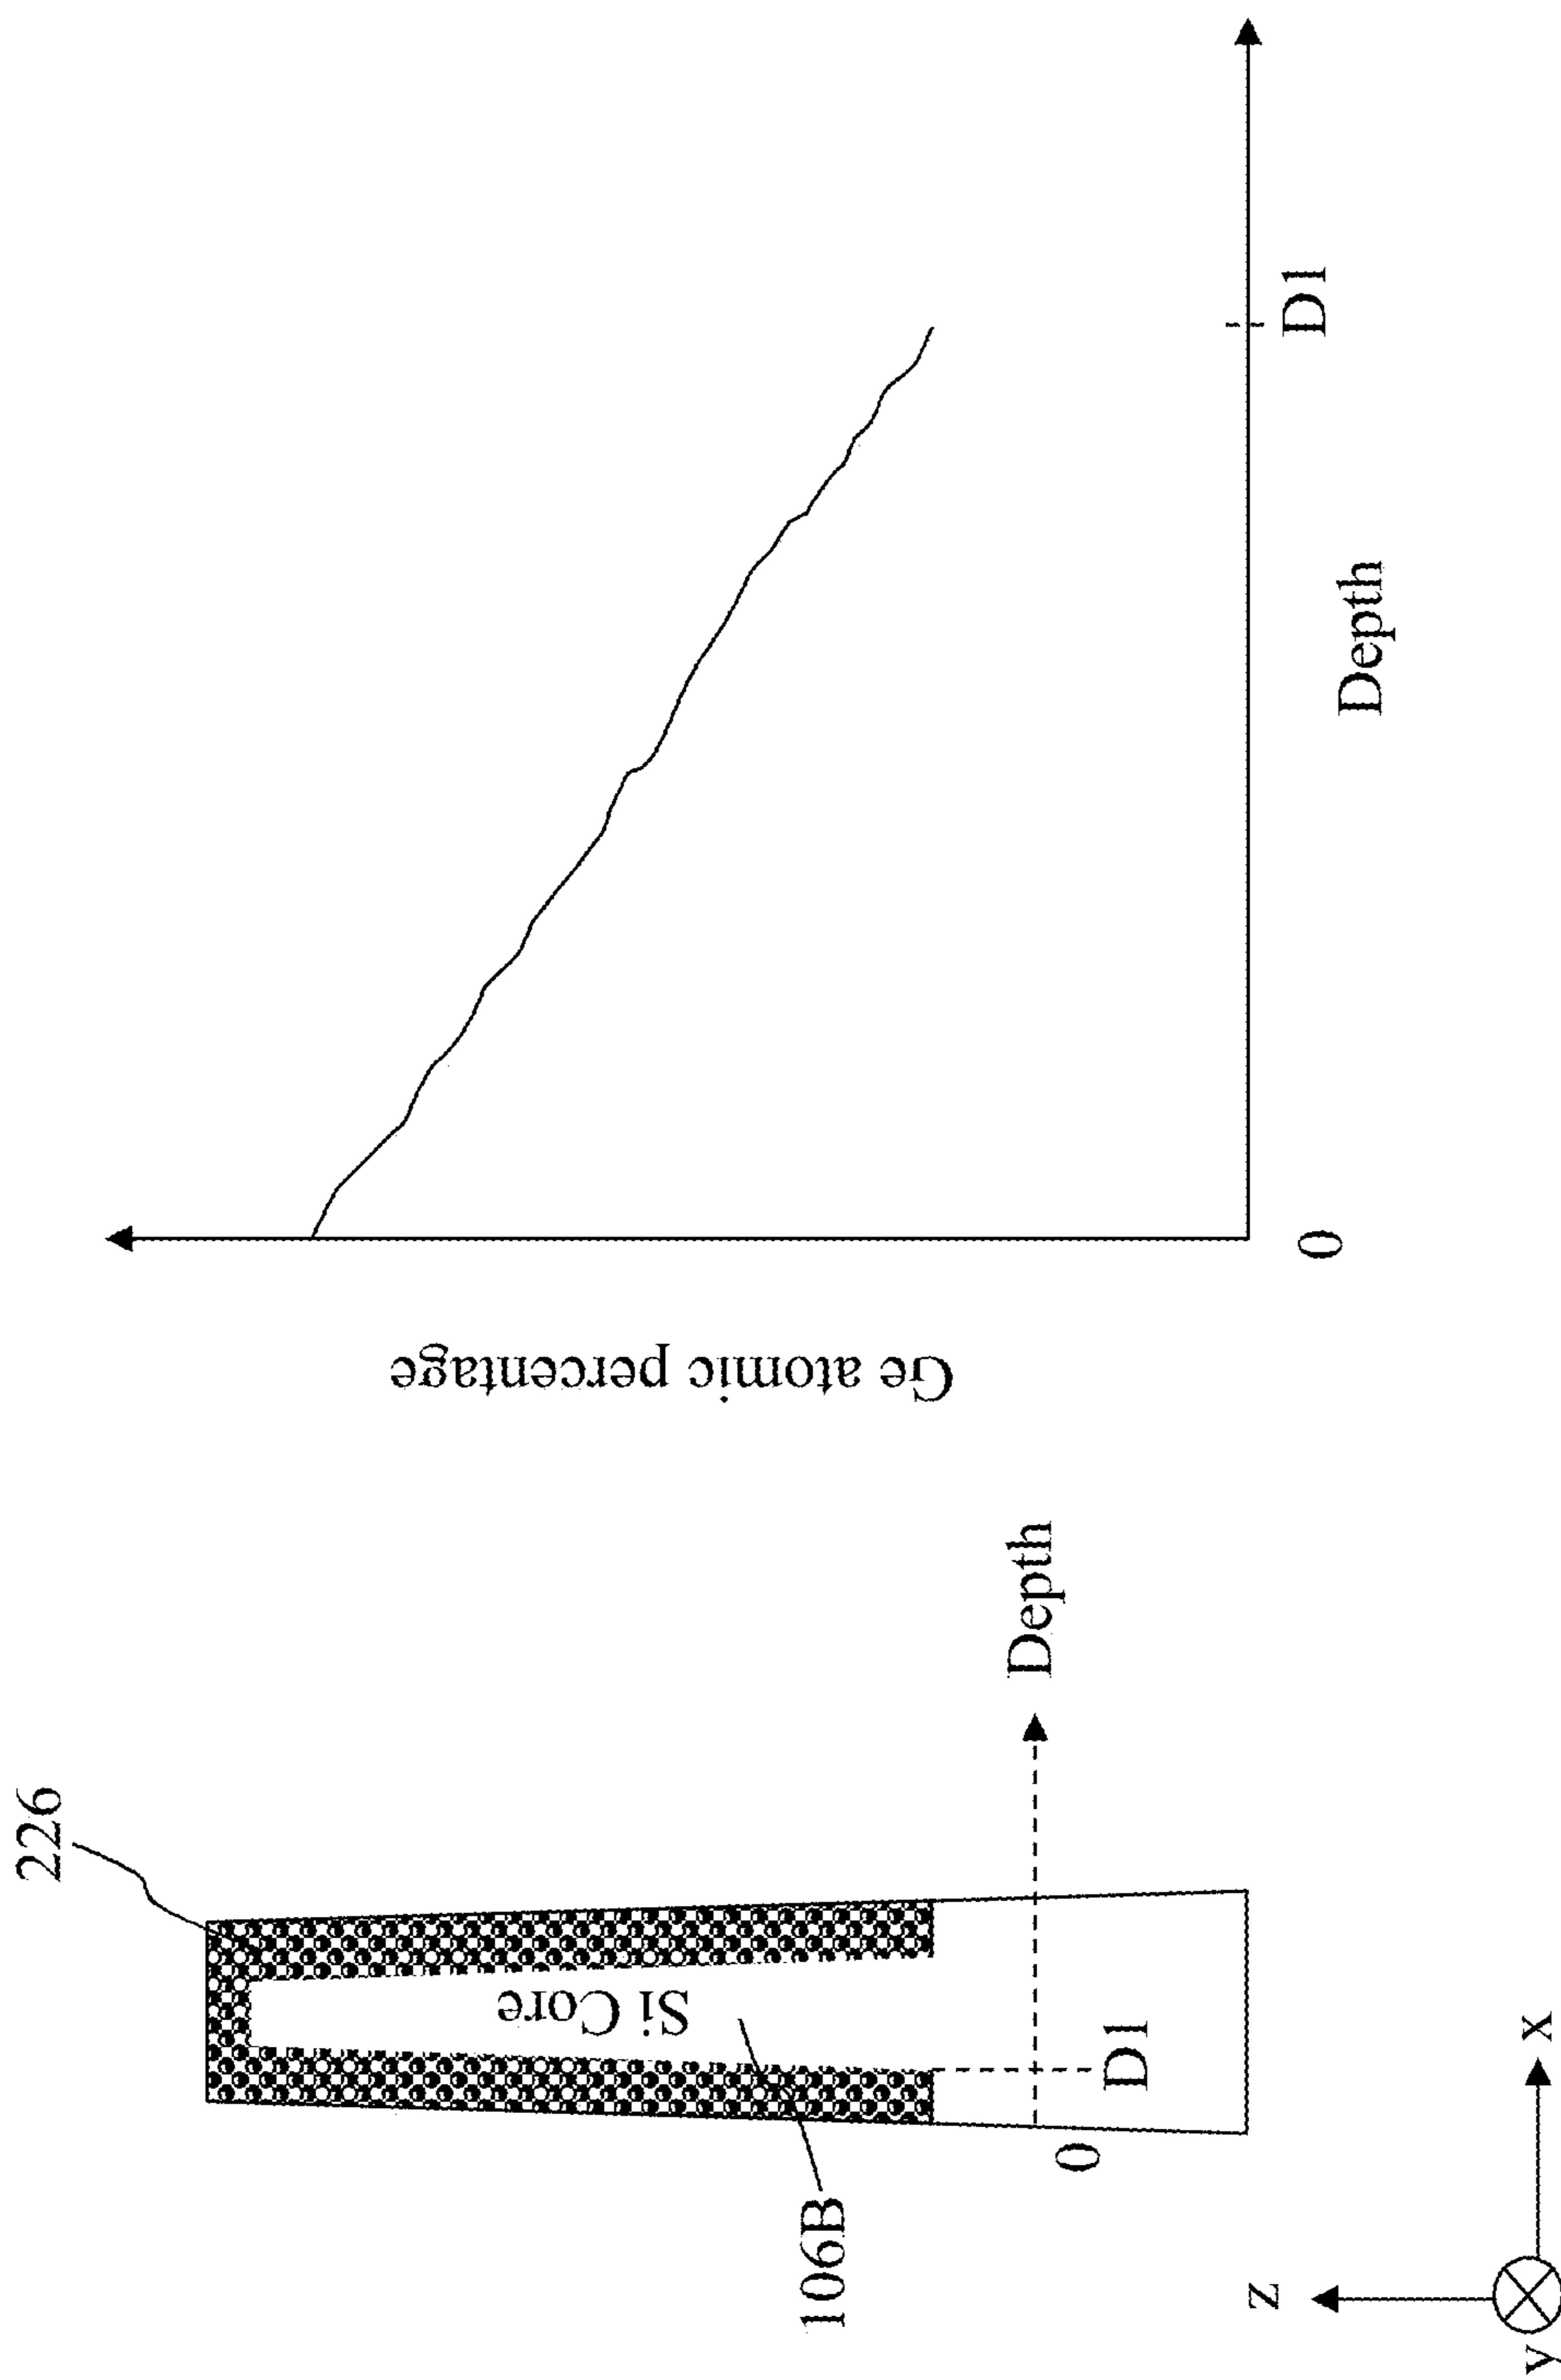 226
Si Core
106B
D1
0
Depth
z
x
y
Ge atomic percentage
0
D1
Depth